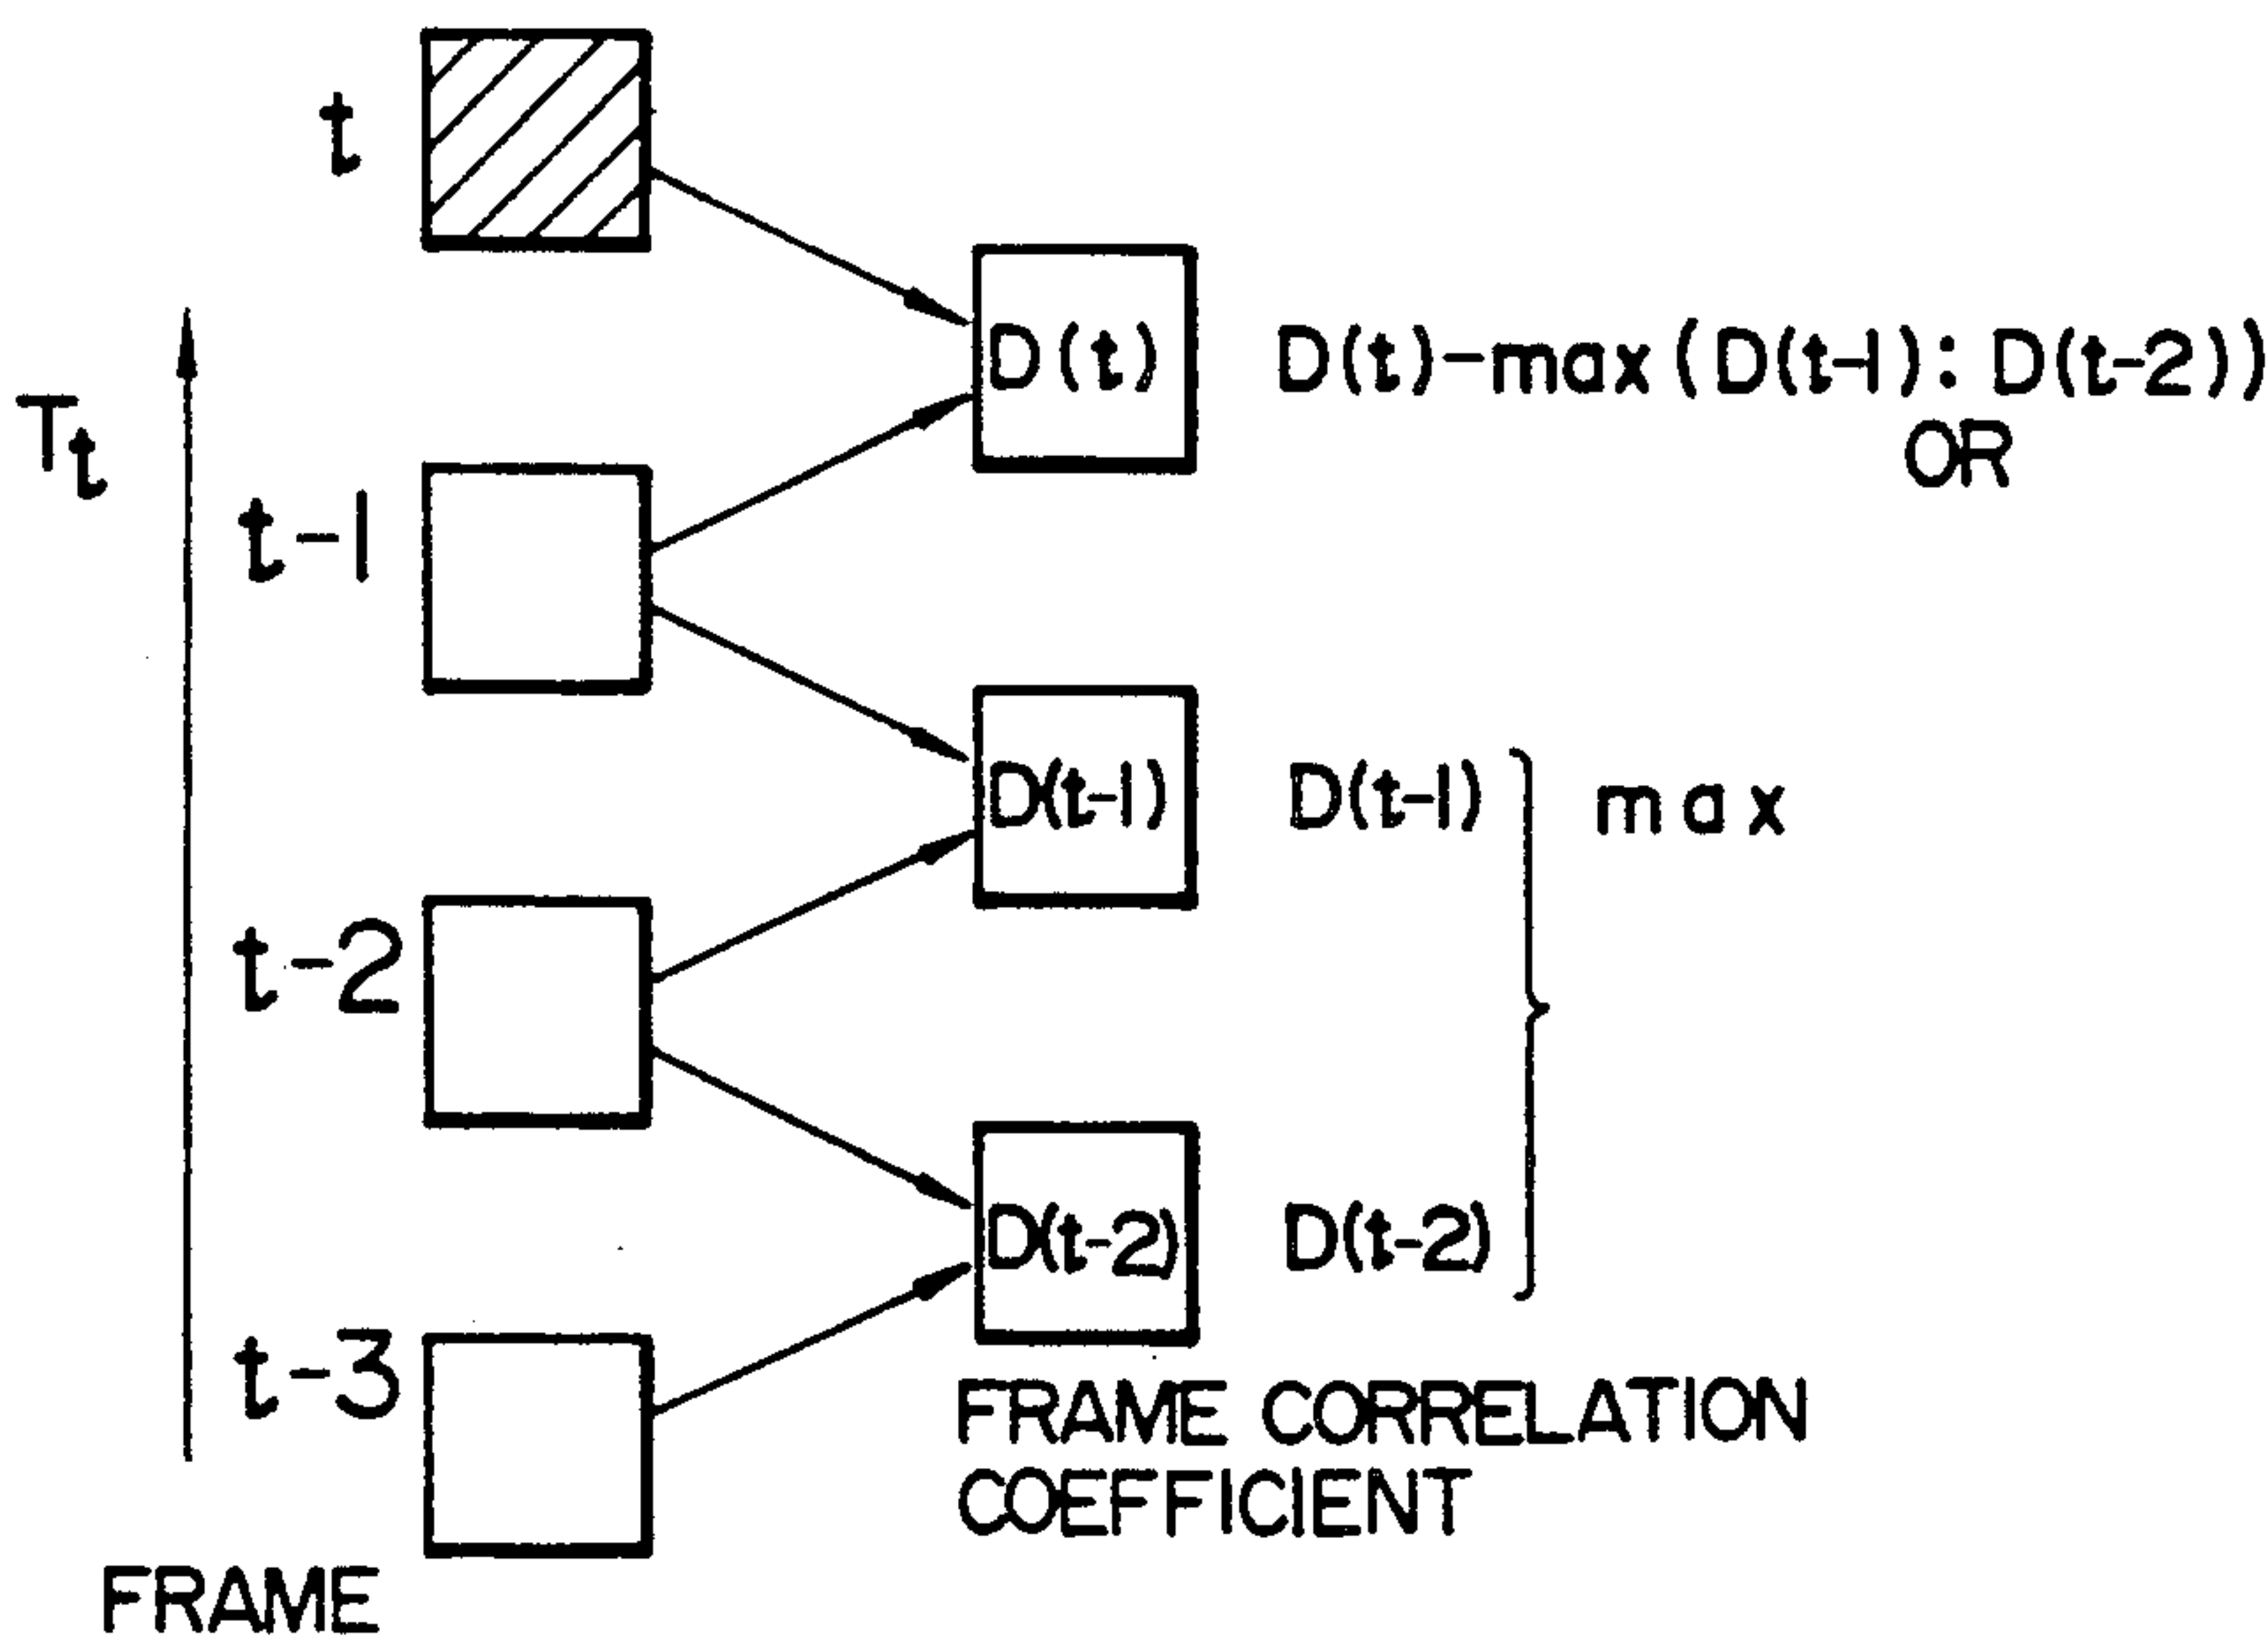 t
D(t)
D(t)-max(D(t-1):D(t-2))
OR
Tt
t-1
D(t-1)
D(t-1)
max
t-2
D(t-2)
D(t-2)
t-3
FRAME CORRELATION
COEFFICIENT
FRAME